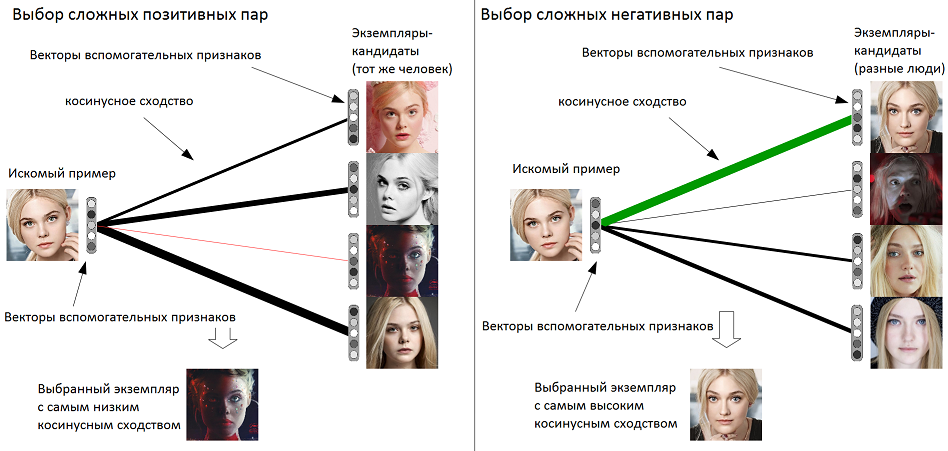 Выбор сложных позитивных пар
Векторы вспомогательных признаков
Экземпляры-
кандидаты
(тот же человек)
косинусное сходство
Искомый пример
Векторы вспомогательных признаков
Выбранный экземпляр
с самым низким
косинусным сходством
Выбор сложных негативных пар
Векторы вспомогательных признаков
Экземпляры-
кандидаты
(разные люди)
косинусное сходство
Искомый пример
Векторы вспомогательных признаков
Выбранный экземпляр
с самым высоким
косинусным сходством